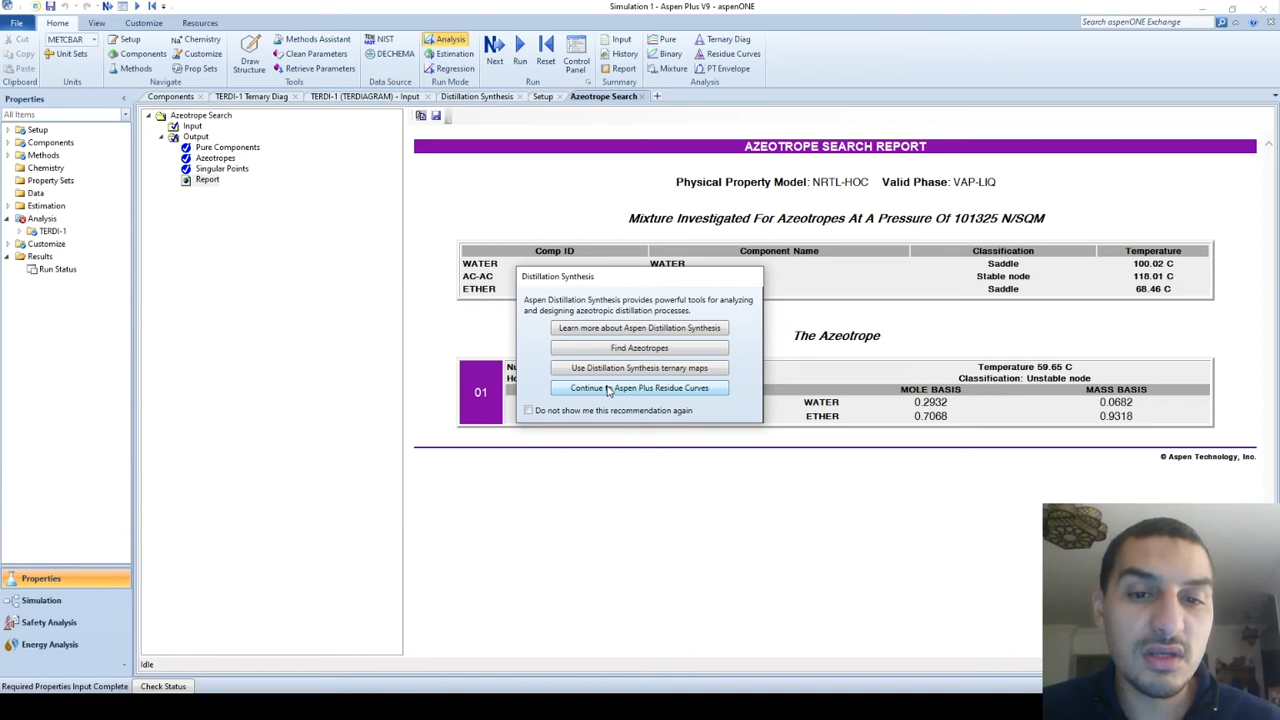 Simulation 1 - Aspen Plus V9 - aspenONE
File Home View Customize Resources Search aspenONE Exchange
Cut METCBAR Setup Chemistry Methods Assistant NIST Analysis Input Pure Ternary Diag
Copy Unit Sets Components Customize Clean Parameters DECHEMA Estimation History Binary Residue Curves
Paste Methods Prop Sets Draw Structure Retrieve Parameters Regression Next Run Reset Control Panel Report Mixture PT Envelope
Clipboard Units Navigate Tools Data Source Run Mode Run Summary Analysis
Properties
All Items
Setup
Components
Methods
Chemistry
Property Sets
Data
Estimation
Analysis
TERDI-1
Customize
Results
Run Status
Properties
Simulation
Safety Analysis
Energy Analysis
Components TERDI-1 Ternary Diag TERDI-1 (TERDIAGRAM) - Input Distillation Synthesis Setup Azeotrope Search
Azeotrope Search
Input
Output
Pure Components
Azeotropes
Singular Points
Report
AZEOTROPE SEARCH REPORT
Physical Property Model: NRTL-HOC Valid Phase: VAP-LIQ
Mixture Investigated For Azeotropes At A Pressure Of 101325 N/SQM
Comp ID Component Name Classification Temperature
WATER WATER Saddle 100.02 C
AC-AC Stable node 118.01 C
ETHER Saddle 68.46 C
The Azeotrope
01
Temperature 59.65 C
Classification: Unstable node
MOLE BASIS MASS BASIS
WATER 0.2932 0.0682
ETHER 0.7068 0.9318
© Aspen Technology, Inc.
Distillation Synthesis
Aspen Distillation Synthesis provides powerful tools for analyzing
and designing azeotropic distillation processes.
Learn more about Aspen Distillation Synthesis
Find Azeotropes
Use Distillation Synthesis ternary maps
Continue to Aspen Plus Residue Curves
Do not show me this recommendation again
Idle
Required Properties Input Complete Check Status